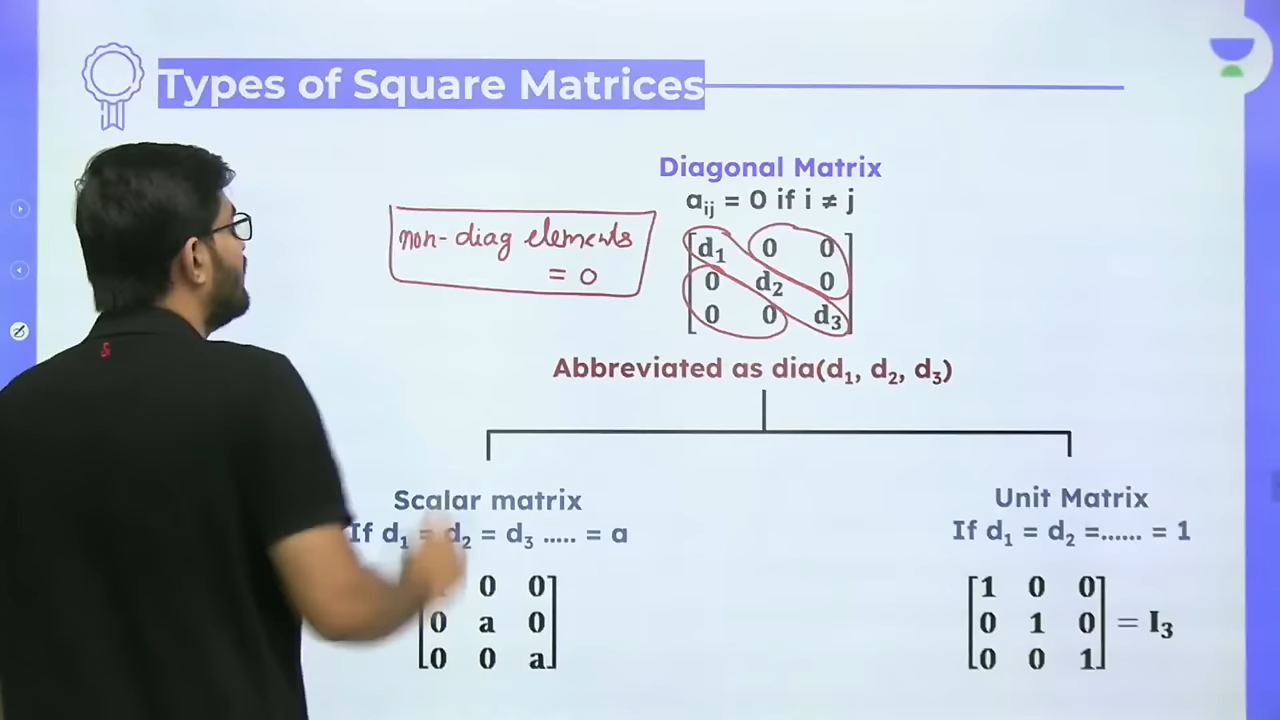 Types of Square Matrices
Diagonal Matrix
aᵢⱼ = 0 if i ≠ j
non-diag elements
= 0
d₁ 0 0
0 d₂ 0
0 0 d₃
Abbreviated as dia(d₁, d₂, d₃)
Scalar matrix
If d₁ = d₂ = d₃ ..... = a
0 0
0 a 0
0 0 a
Unit Matrix
If d₁ = d₂ =...... = 1
1 0 0
0 1 0
0 0 1
= I₃